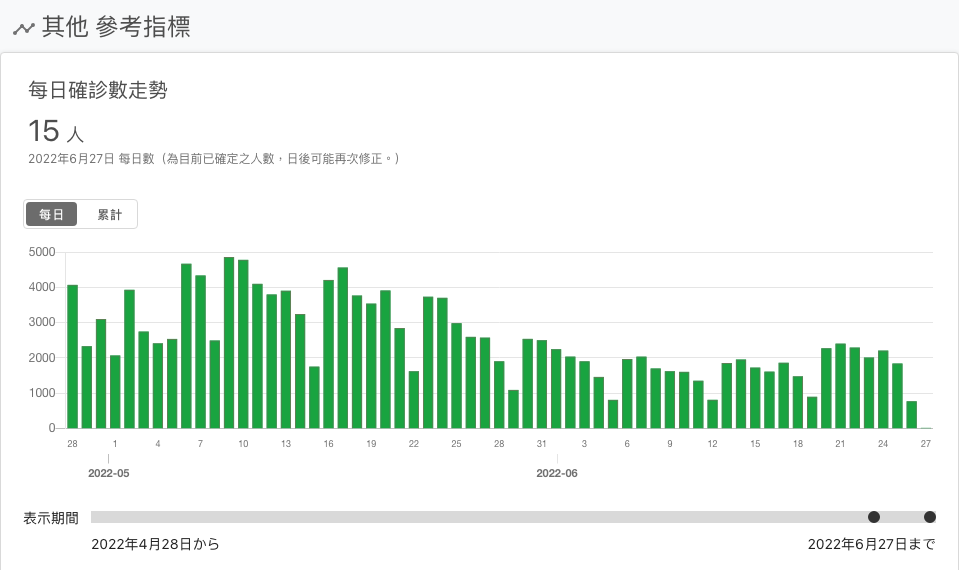 其他 參考指標
每日確診數走勢
15 人
2022年6月27日 每日數（為目前已確定之人數，日後可能再次修正。）
每日 累計
5000
4000
3000
2000
1000
0
28 1 4 7 10 13 16 19 22 25 28 31 3 6 9 12 15 18 21 24 27
2022-05 2022-06
表示期間
2022年4月28日から 2022年6月27日まで